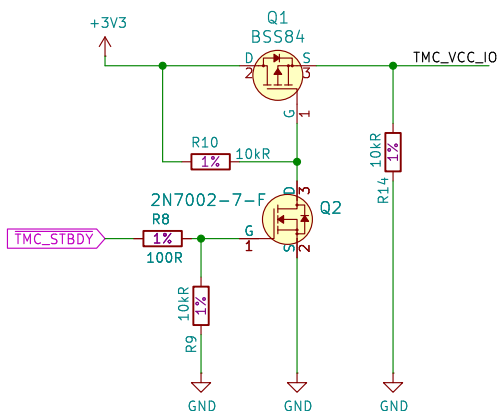 Q1
BSS84
+3V3
D
2
S
3
TMC_VCC_IO
G
1
R10
10kR
1%
10kR
1%
R14
2N7002-7-F
D
3
Q2
R8
TMC_STBDY
1%
100R
G
1
S
2
10kR
1%
R9
GND
GND
GND